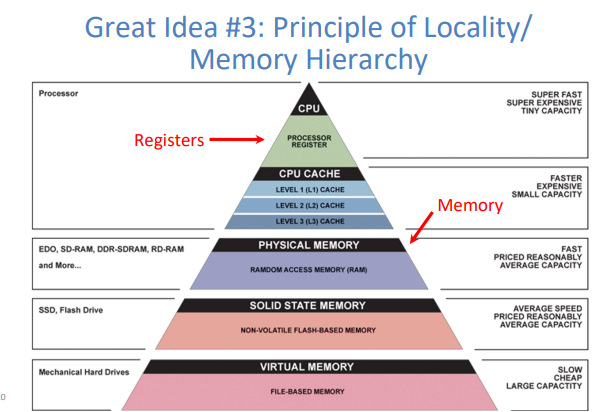 Great Idea #3: Principle of Locality/
Memory Hierarchy
Processor
CPU
SUPER FAST
SUPER EXPENSIVE
TINY CAPACITY
Registers
PROCESSOR
REGISTER
CPU CACHE
LEVEL 1 (L1) CACHE
LEVEL 2 (L2) CACHE
LEVEL 3 (L3) CACHE
FASTER
EXPENSIVE
SMALL CAPACITY
Memory
EDO, SD-RAM, DDR-SDRAM, RD-RAM
and More...
PHYSICAL MEMORY
RAMDOM ACCESS MEMORY (RAM)
FAST
PRICED REASONABLY
AVERAGE CAPACITY
SSD, Flash Drive
SOLID STATE MEMORY
NON-VOLATILE FLASH-BASED MEMORY
AVERAGE SPEED
PRICED REASONABLY
AVERAGE CAPACITY
Mechanical Hard Drives
VIRTUAL MEMORY
FILE-BASED MEMORY
SLOW
CHEAP
LARGE CAPACTITY